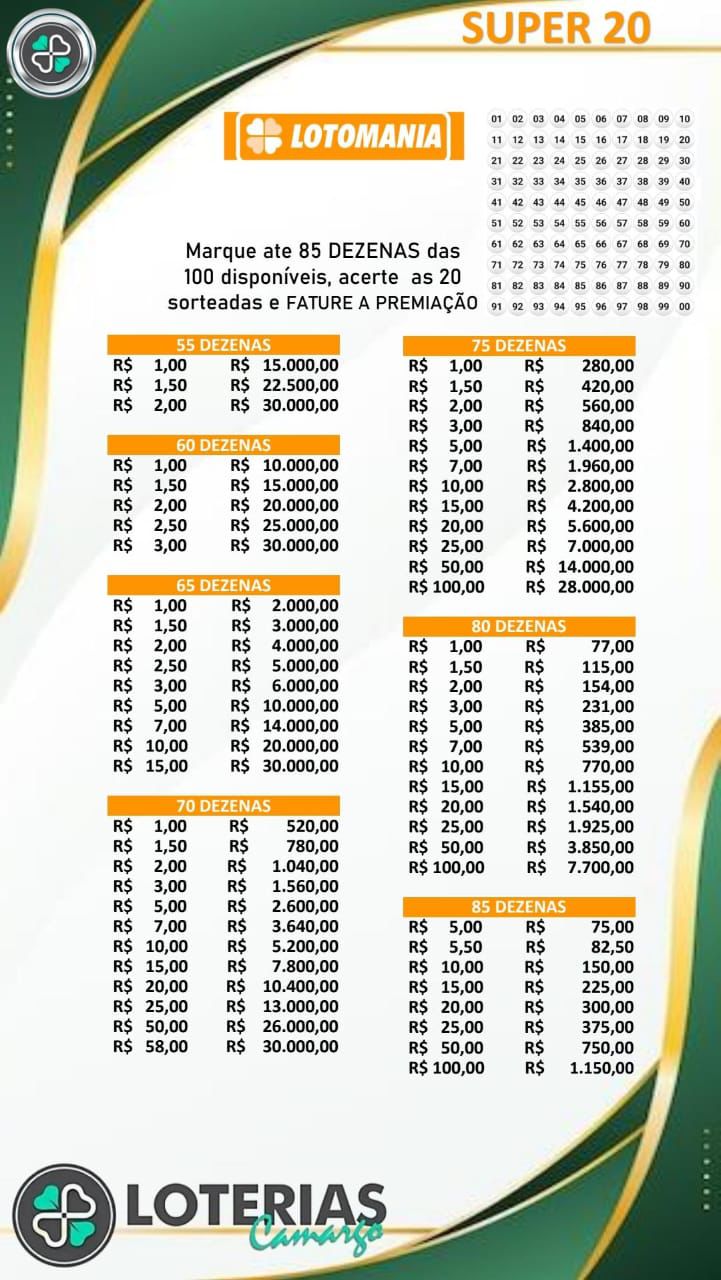 SUPER 20
LOTOMANIA
01 02 03 04 05 06 07 08 09 10
11 12 13 14 15 16 17 18 19 20
21 22 23 24 25 26 27 28 29 30
31 32 33 34 35 36 37 38 39 40
41 42 43 44 45 46 47 48 49 50
51 52 53 54 55 56 57 58 59 60
61 62 63 64 65 66 67 68 69 70
71 72 73 74 75 76 77 78 79 80
81 82 83 84 85 86 87 88 89 90
91 92 93 94 95 96 97 98 99 00
Marque ate 85 DEZENAS das
100 disponíveis, acerte as 20
sorteadas e FATURE A PREMIAÇÃO
55 DEZENAS
R$ 1,00 R$ 15.000,00
R$ 1,50 R$ 22.500,00
R$ 2,00 R$ 30.000,00
60 DEZENAS
R$ 1,00 R$ 10.000,00
R$ 1,50 R$ 15.000,00
R$ 2,00 R$ 20.000,00
R$ 2,50 R$ 25.000,00
R$ 3,00 R$ 30.000,00
65 DEZENAS
R$ 1,00 R$ 2.000,00
R$ 1,50 R$ 3.000,00
R$ 2,00 R$ 4.000,00
R$ 2,50 R$ 5.000,00
R$ 3,00 R$ 6.000,00
R$ 5,00 R$ 10.000,00
R$ 7,00 R$ 14.000,00
R$ 10,00 R$ 20.000,00
R$ 15,00 R$ 30.000,00
70 DEZENAS
R$ 1,00 R$ 520,00
R$ 1,50 R$ 780,00
R$ 2,00 R$ 1.040,00
R$ 3,00 R$ 1.560,00
R$ 5,00 R$ 2.600,00
R$ 7,00 R$ 3.640,00
R$ 10,00 R$ 5.200,00
R$ 15,00 R$ 7.800,00
R$ 20,00 R$ 10.400,00
R$ 25,00 R$ 13.000,00
R$ 50,00 R$ 26.000,00
R$ 58,00 R$ 30.000,00
75 DEZENAS
R$ 1,00 R$ 280,00
R$ 1,50 R$ 420,00
R$ 2,00 R$ 560,00
R$ 3,00 R$ 840,00
R$ 5,00 R$ 1.400,00
R$ 7,00 R$ 1.960,00
R$ 10,00 R$ 2.800,00
R$ 15,00 R$ 4.200,00
R$ 20,00 R$ 5.600,00
R$ 25,00 R$ 7.000,00
R$ 50,00 R$ 14.000,00
R$ 100,00 R$ 28.000,00
80 DEZENAS
R$ 1,00 R$ 77,00
R$ 1,50 R$ 115,00
R$ 2,00 R$ 154,00
R$ 3,00 R$ 231,00
R$ 5,00 R$ 385,00
R$ 7,00 R$ 539,00
R$ 10,00 R$ 770,00
R$ 15,00 R$ 1.155,00
R$ 20,00 R$ 1.540,00
R$ 25,00 R$ 1.925,00
R$ 50,00 R$ 3.850,00
R$ 100,00 R$ 7.700,00
85 DEZENAS
R$ 5,00 R$ 75,00
R$ 5,50 R$ 82,50
R$ 10,00 R$ 150,00
R$ 15,00 R$ 225,00
R$ 20,00 R$ 300,00
R$ 25,00 R$ 375,00
R$ 50,00 R$ 750,00
R$ 100,00 R$ 1.150,00
LOTERIAS
Camargo